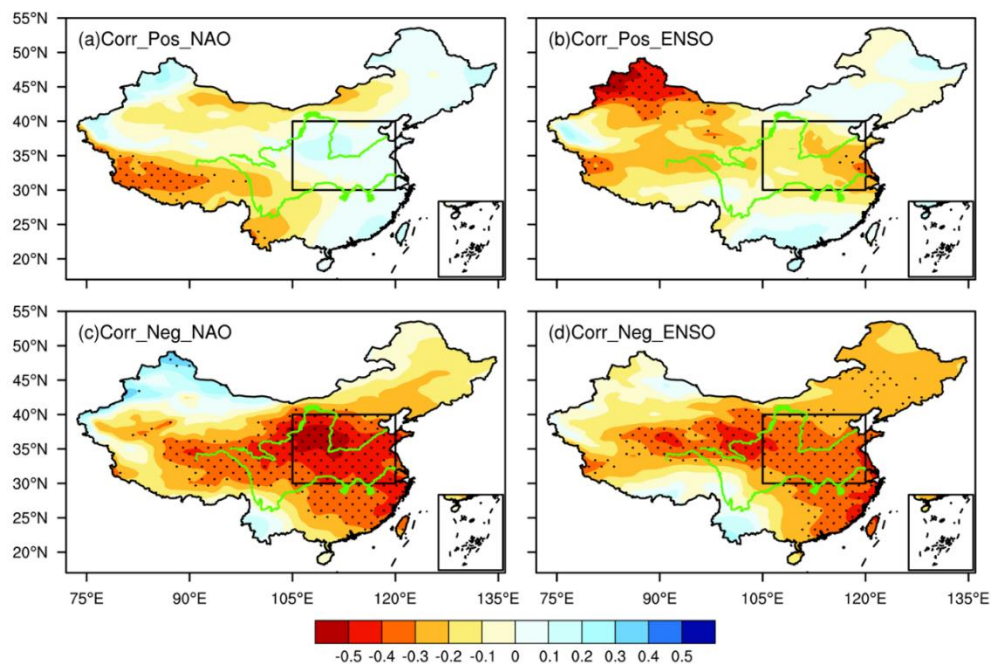 55°N
50°N
45°N
40°N
35°N
30°N
25°N
20°N
(a)Corr_Pos_NAO
(b)Corr_Pos_ENSO
55°N
50°N
45°N
40°N
35°N
30°N
25°N
20°N
(c)Corr_Neg_NAO
(d)Corr_Neg_ENSO
75°E 90°E 105°E 120°E 135°E 75°E 90°E 105°E 120°E 135°E
-0.5 -0.4 -0.3 -0.2 -0.1 0 0.1 0.2 0.3 0.4 0.5